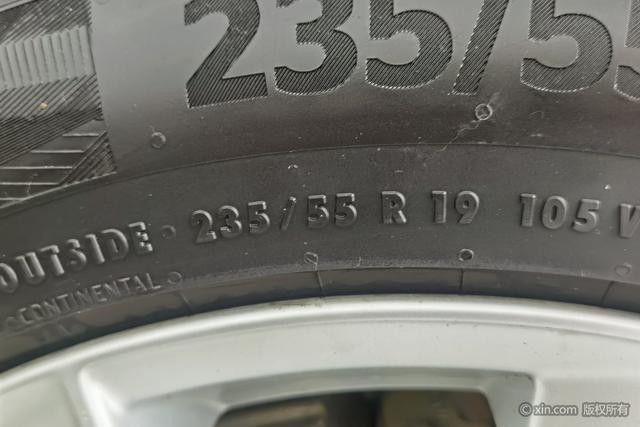 235/55
OUTSIDE · 235/55 R 19 105 V
CONTINENTAL
© xin.com 版权所有